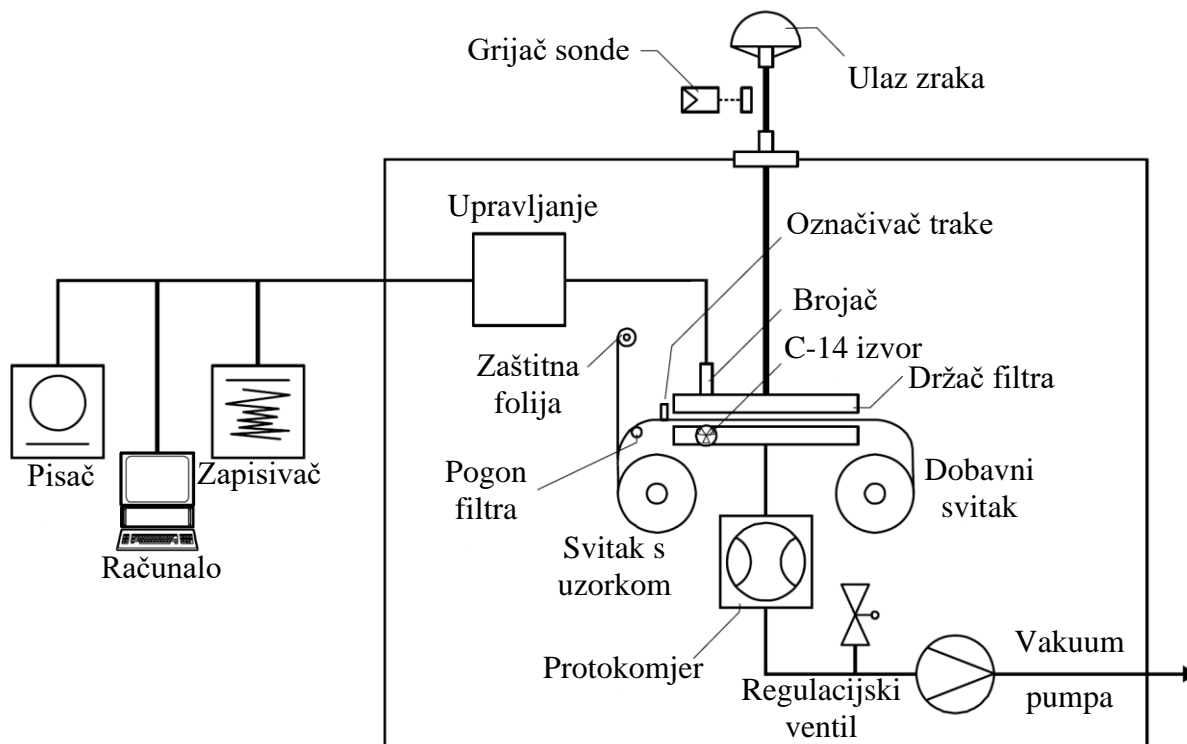 Grijač sonde
Ulaz zraka
Upravljanje
Označivač trake
Brojač
C-14 izvor
Držač filtra
Zaštitna
folija
Pisač
Zapisivač
Računalo
Pogon
filtra
Dobavni
svitak
Svitak s
uzorkom
Protokomjer
Regulacijski
ventil
Vakuum
pumpa